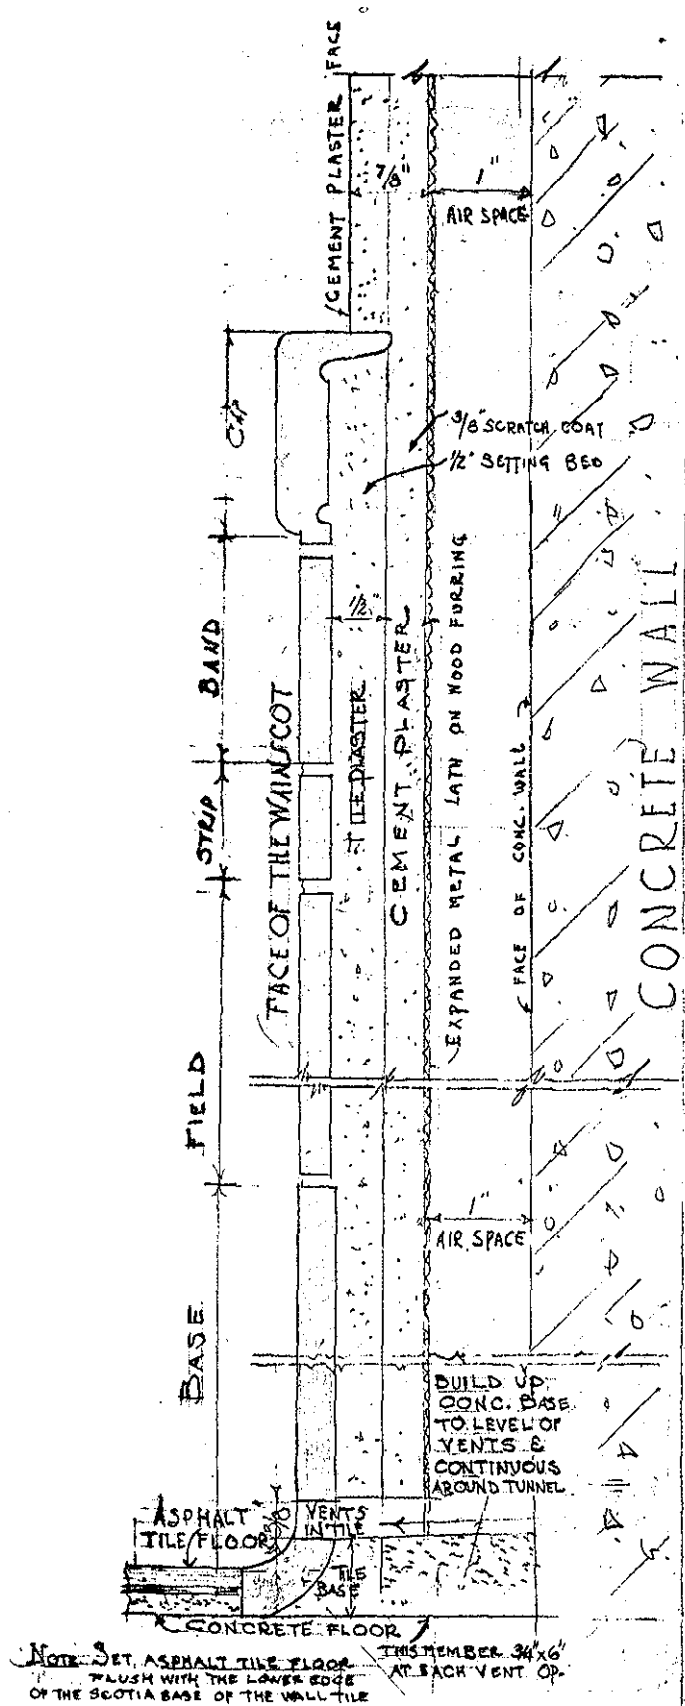 CEMENT PLASTER FACE
7/8"
1"
AIR SPACE
CAP
3/8" SCRATCH COAT
1/2" SETTING BED
BAND
1/2"
STRIP
FACE OF THE WAINSCOT
TILE PLASTER
CEMENT PLASTER
EXPANDED METAL LATH ON WOOD FURRING
FACE OF CONC. WALL
CONCRETE WALL
FIELD
1"
AIR SPACE
BASE
BUILD UP
CONC. BASE
TO LEVEL OF
VENTS &
CONTINUOUS
AROUND TUNNEL
ASPHALT
TILE FLOOR
VENTS
IN TILE
TILE
BASE
CONCRETE FLOOR
NOTE SET ASPHALT TILE FLOOR
FLUSH WITH THE LOWER EDGE
OF THE SCOTIA BASE OF THE WALL TILE
THIS MEMBER 3/4"x6"
AT EACH VENT OP.